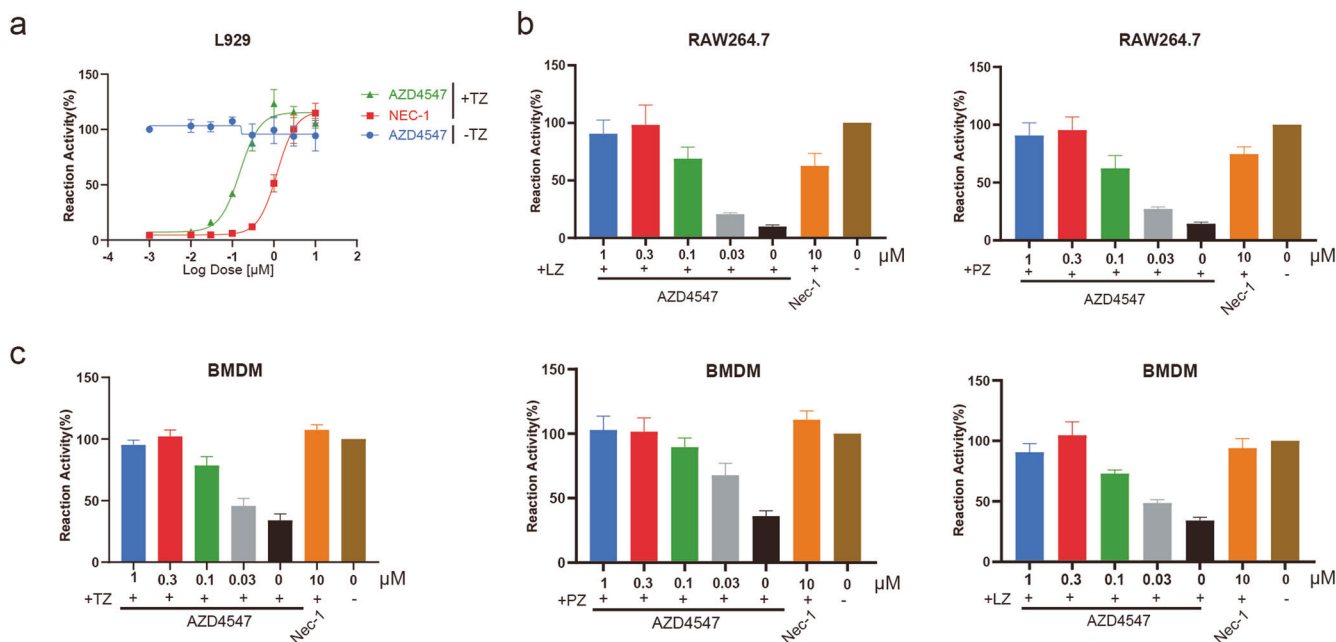 a
L929
Reaction Activity(%)
150
100
50
0
-3 -2 -1 0 1 2
Log Dose [μM]
AZD4547
NEC-1
+TZ
AZD4547
-TZ
b
RAW264.7
Reaction Activity(%)
150
100
50
0
1 0.3 0.1 0.03 0 10 0 μM
+LZ + + + + + + -
AZD4547
Nec-1
RAW264.7
Reaction Activity(%)
150
100
50
0
1 0.3 0.1 0.03 0 10 0 μM
+PZ + + + + + + -
AZD4547
Nec-1
c
BMDM
Reaction Activity(%)
150
100
50
0
1 0.3 0.1 0.03 0 10 0 μM
+TZ + + + + + + -
AZD4547
Nec-1
BMDM
Reaction Activity(%)
150
100
50
0
1 0.3 0.1 0.03 0 10 0 μM
+PZ + + + + + + -
AZD4547
Nec-1
BMDM
Reaction Activity(%)
150
100
50
0
1 0.3 0.1 0.03 0 10 0 μM
+LZ + + + + + + -
AZD4547
Nec-1